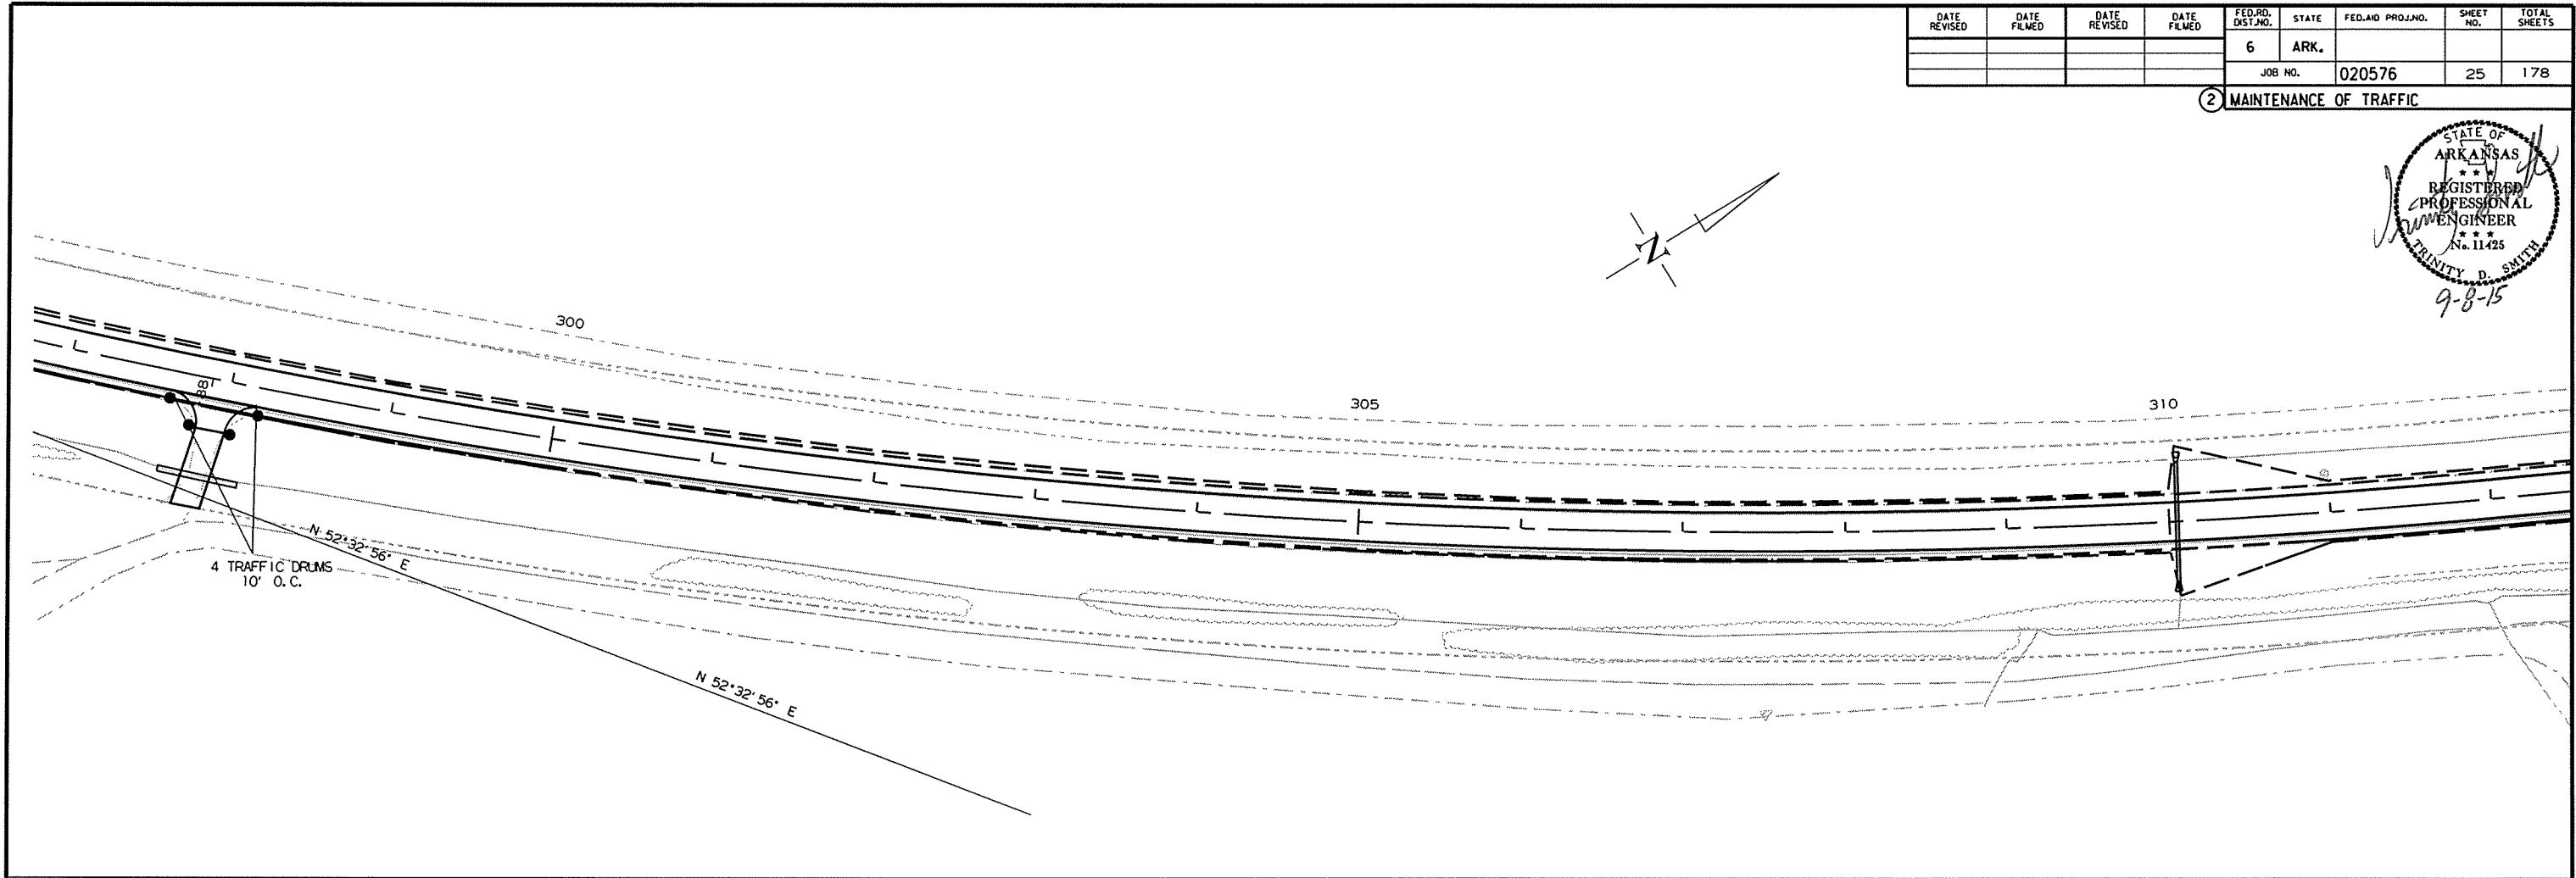 DATE REVISED
DATE FILMED
DATE REVISED
DATE FILMED
FED.RD. DIST.NO.
STATE
FED.AID PROJ.NO.
SHEET NO.
TOTAL SHEETS
6
ARK.
JOB NO.
020576
25
178
2 MAINTENANCE OF TRAFFIC
STATE OF
ARKANSAS
★ ★ ★
REGISTERED
PROFESSIONAL
ENGINEER
★ ★ ★
No. 11425
TRINITY D. SMITH
9-8-15
N
300
305
310
38'
N 52°32'56" E
4 TRAFFIC DRUMS
10' O.C.
N 52°32'56" E